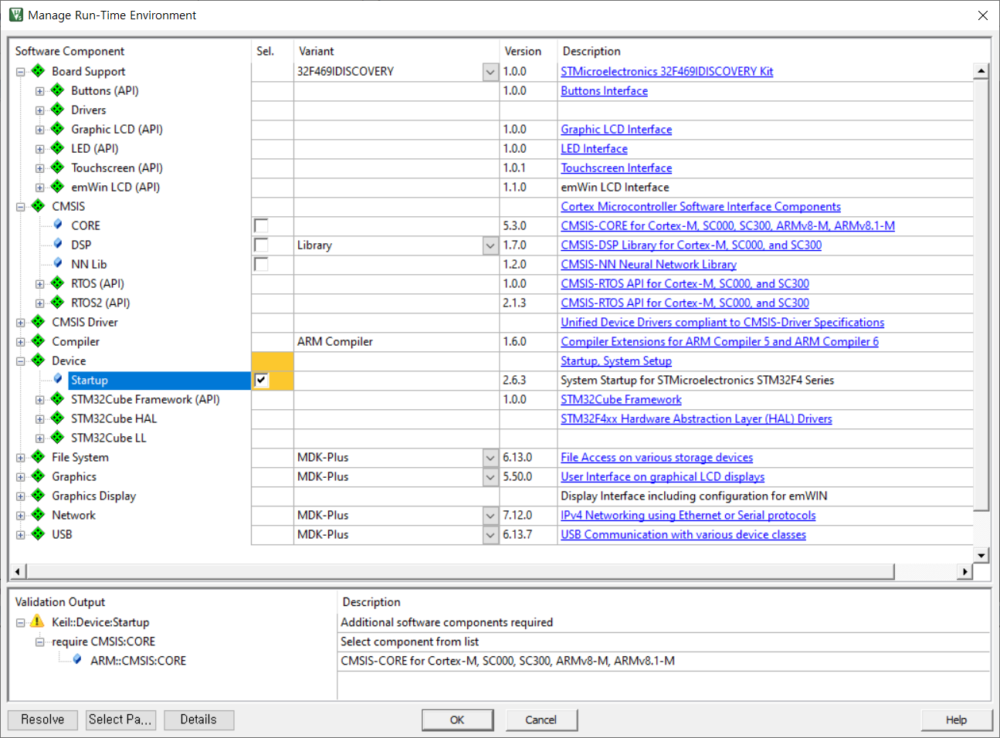 Manage Run-Time Environment
Software Component Sel. Variant Version Description
Board Support 32F469IDISCOVERY 1.0.0 STMicroelectronics 32F469IDISCOVERY Kit
Buttons (API) 1.0.0 Buttons Interface
Drivers
Graphic LCD (API) 1.0.0 Graphic LCD Interface
LED (API) 1.0.0 LED Interface
Touchscreen (API) 1.0.1 Touchscreen Interface
emWin LCD (API) 1.1.0 emWin LCD Interface
CMSIS Cortex Microcontroller Software Interface Components
CORE 5.3.0 CMSIS-CORE for Cortex-M, SC000, SC300, ARMv8-M, ARMv8.1-M
DSP Library 1.7.0 CMSIS-DSP Library for Cortex-M, SC000, and SC300
NN Lib 1.2.0 CMSIS-NN Neural Network Library
RTOS (API) 1.0.0 CMSIS-RTOS API for Cortex-M, SC000, and SC300
RTOS2 (API) 2.1.3 CMSIS-RTOS API for Cortex-M, SC000, and SC300
CMSIS Driver Unified Device Drivers compliant to CMSIS-Driver Specifications
Compiler ARM Compiler 1.6.0 Compiler Extensions for ARM Compiler 5 and ARM Compiler 6
Device Startup, System Setup
Startup 2.6.3 System Startup for STMicroelectronics STM32F4 Series
STM32Cube Framework (API) 1.0.0 STM32Cube Framework
STM32Cube HAL STM32F4xx Hardware Abstraction Layer (HAL) Drivers
STM32Cube LL
File System MDK-Plus 6.13.0 File Access on various storage devices
Graphics MDK-Plus 5.50.0 User Interface on graphical LCD displays
Graphics Display Display Interface including configuration for emWIN
Network MDK-Plus 7.12.0 IPv4 Networking using Ethernet or Serial protocols
USB MDK-Plus 6.13.7 USB Communication with various device classes
Validation Output Description
Keil::Device:Startup Additional software components required
require CMSIS:CORE Select component from list
ARM::CMSIS:CORE CMSIS-CORE for Cortex-M, SC000, SC300, ARMv8-M, ARMv8.1-M
Resolve Select Pa... Details OK Cancel Help